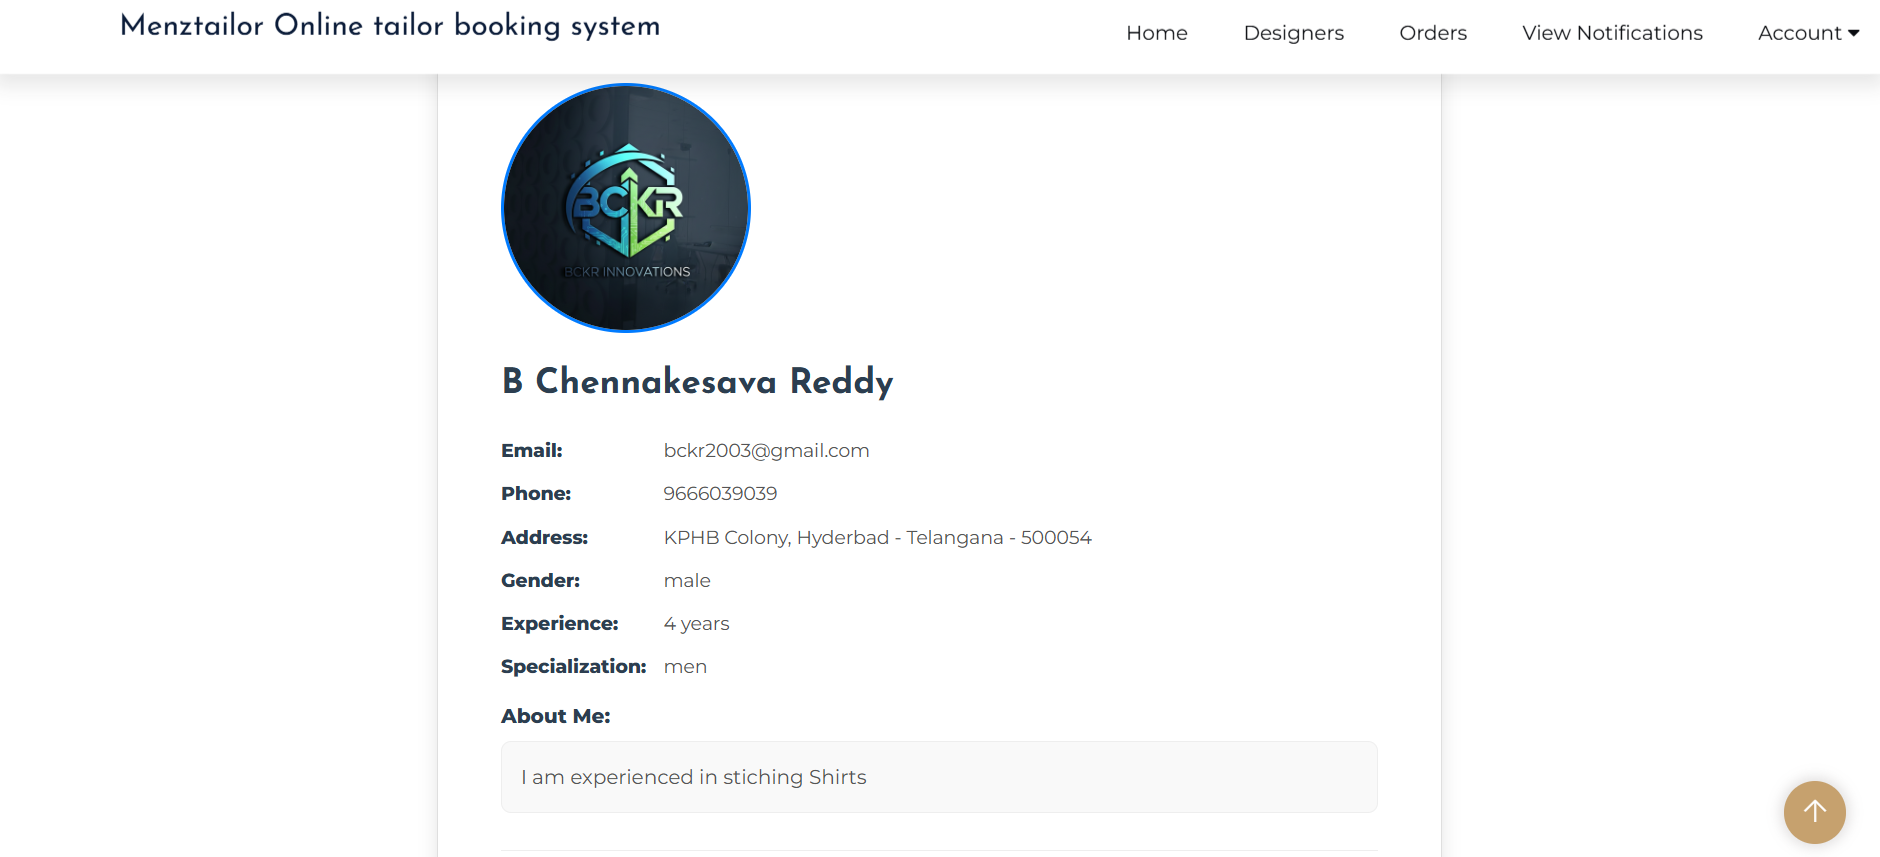 Menztailor Online tailor booking system
Home Designers Orders View Notifications Account
BCKR
BCKR INNOVATIONS
B Chennakesava Reddy
Email: bckr2003@gmail.com
Phone: 9666039039
Address: KPHB Colony, Hyderbad - Telangana - 500054
Gender: male
Experience: 4 years
Specialization: men
About Me:
I am experienced in stiching Shirts